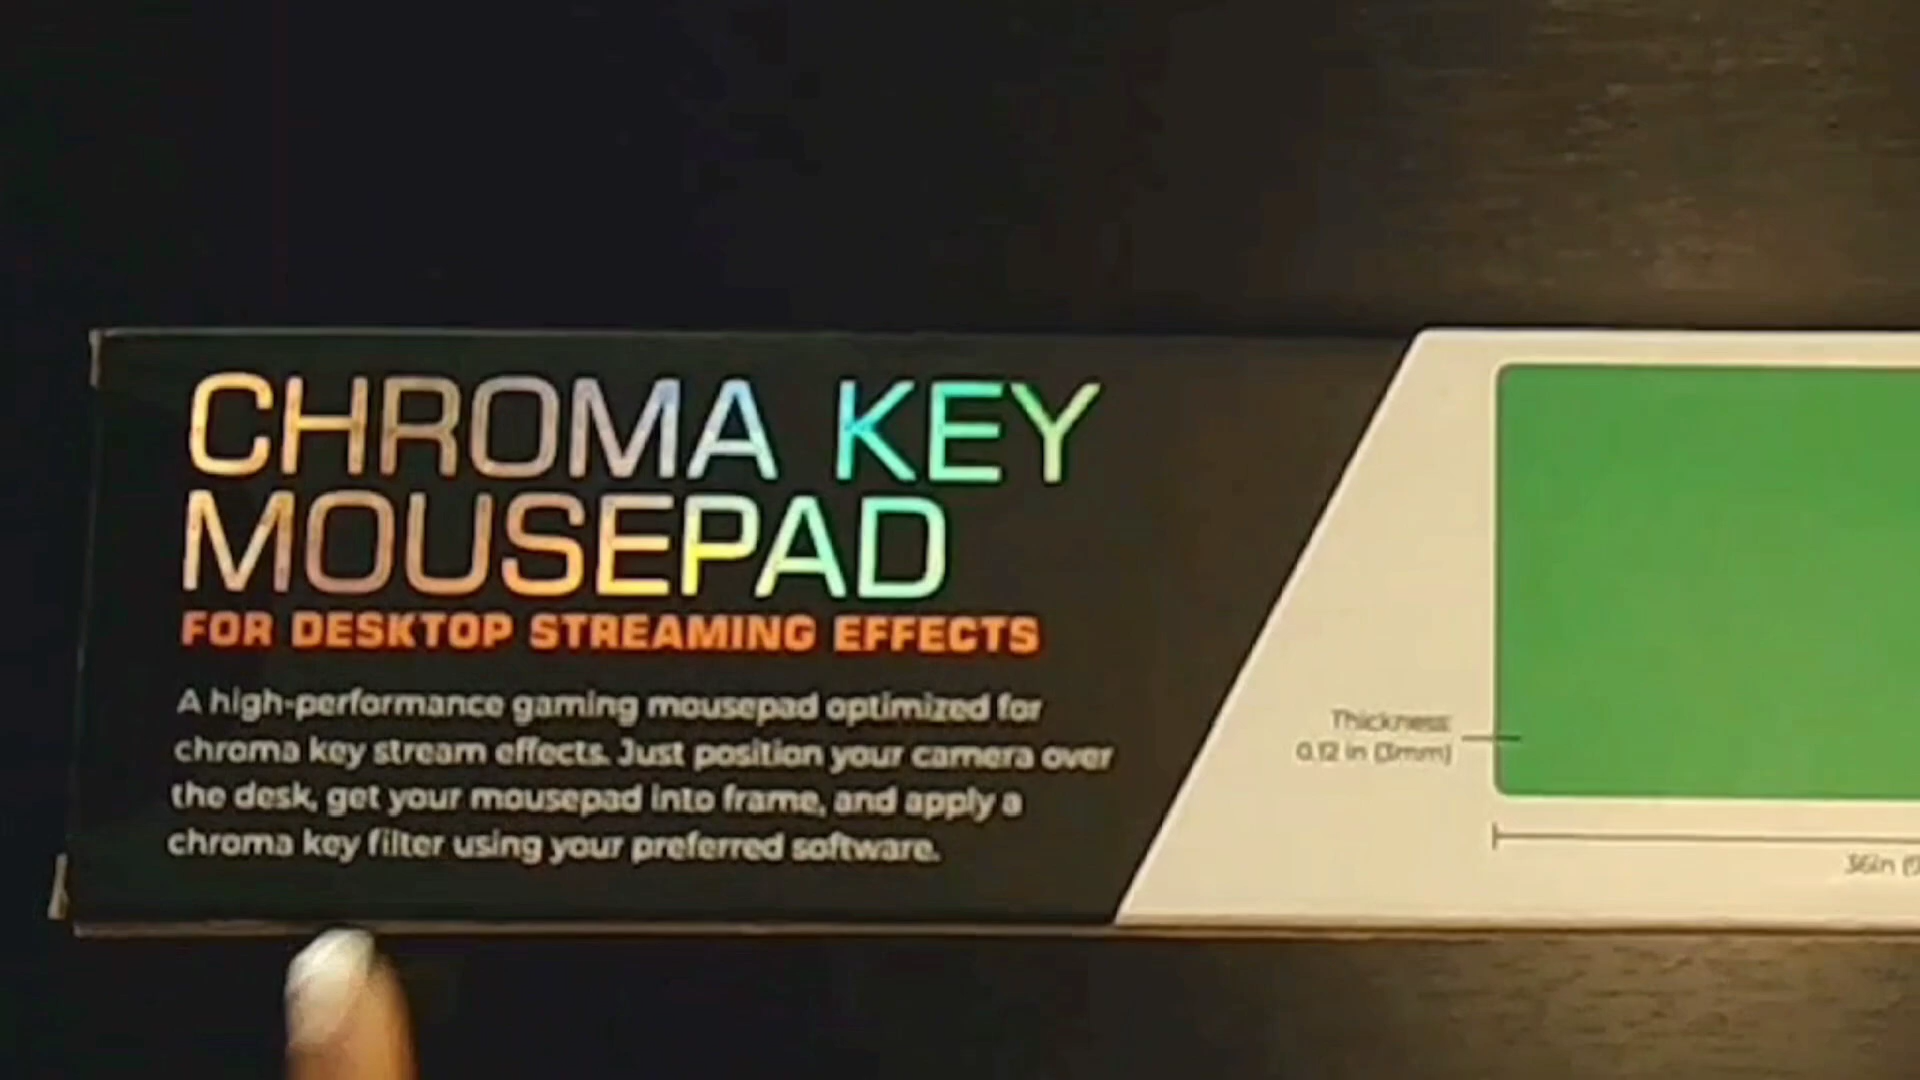 CHROMA KEY
MOUSEPAD
FOR DESKTOP STREAMING EFFECTS
A high-performance gaming mousepad optimized for
chroma key stream effects. Just position your camera over
the desk, get your mousepad into frame, and apply a
chroma key filter using your preferred software.
Thickness
0.12 in (3mm)
36in